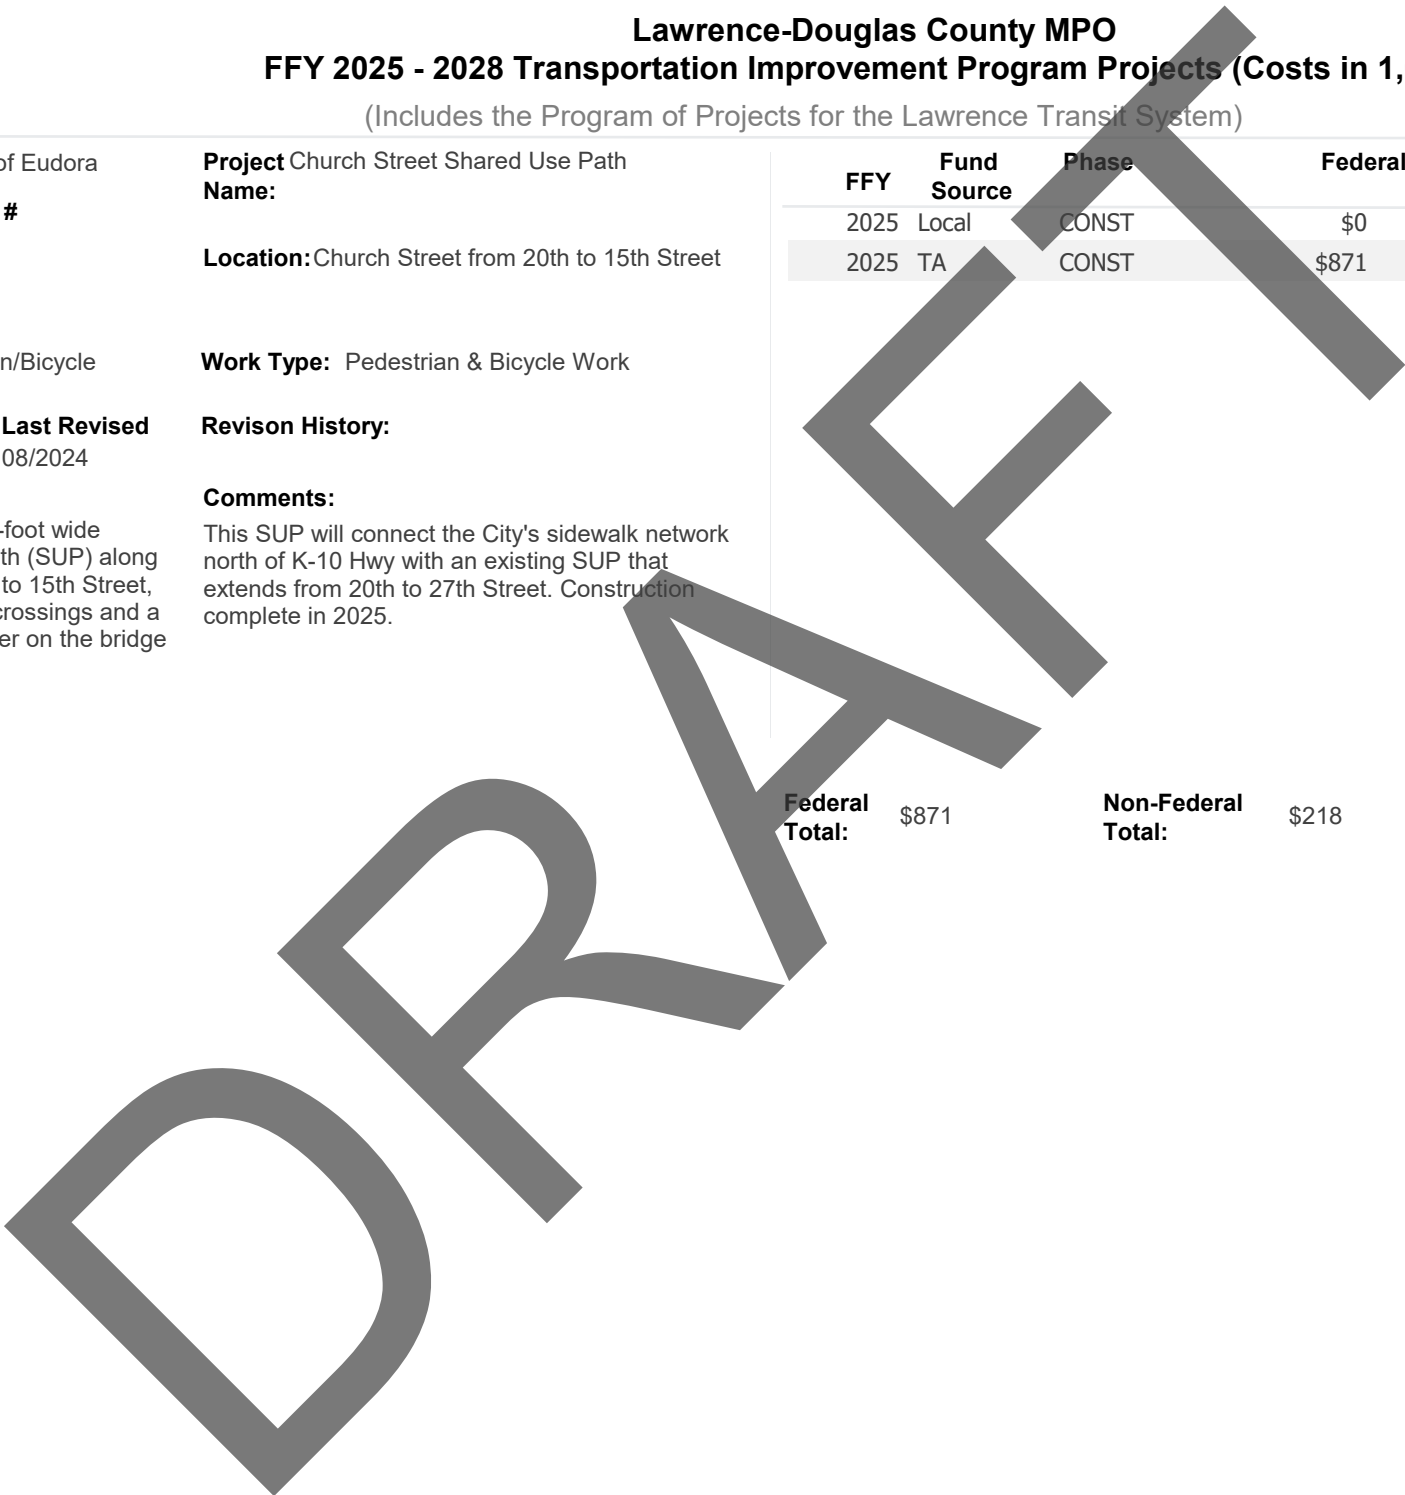 Lawrence-Douglas County MPO
FFY 2025 - 2028 Transportation Improvement Program Projects (Costs in 1,
(Includes the Program of Projects for the Lawrence Transit System)
of Eudora
#
n/Bicycle
Last Revised
08/2024
-foot wide
th (SUP) along
to 15th Street,
crossings and a
er on the bridge
Project Church Street Shared Use Path
Name:
Location: Church Street from 20th to 15th Street
Work Type: Pedestrian & Bicycle Work
Revison History:
Comments:
This SUP will connect the City's sidewalk network
north of K-10 Hwy with an existing SUP that
extends from 20th to 27th Street. Construction
complete in 2025.
FFY Fund Source Phase Federal
2025 Local CONST $0
2025 TA CONST $871
Federal Total: $871 Non-Federal Total: $218
DRAFT